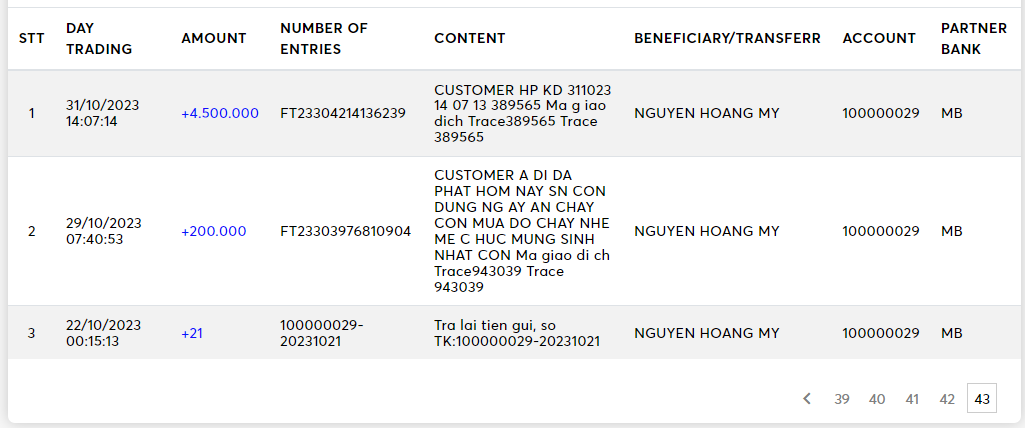 STT DAY TRADING AMOUNT NUMBER OF ENTRIES CONTENT BENEFICIARY/TRANSFERR ACCOUNT PARTNER BANK
1
31/10/2023
14:07:14
+4.500.000
FT23304214136239
CUSTOMER HP KD 311023
14 07 13 389565 Ma g iao
dich Trace389565 Trace
389565
NGUYEN HOANG MY
100000029
MB
2
29/10/2023
07:40:53
+200.000
FT23303976810904
CUSTOMER A DI DA
PHAT HOM NAY SN CON
DUNG NG AY AN CHAY
CON MUA DO CHAY NHE
ME C HUC MUNG SINH
NHAT CON Ma giao di ch
Trace943039 Trace
943039
NGUYEN HOANG MY
100000029
MB
3
22/10/2023
00:15:13
+21
100000029-
20231021
Tra lai tien gui, so
TK:100000029-20231021
NGUYEN HOANG MY
100000029
MB
39 40 41 42 43